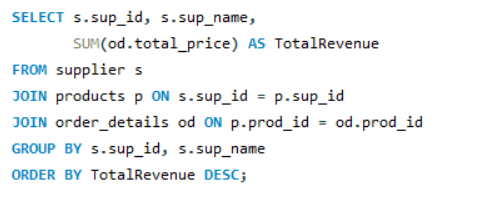 SELECT s.sup_id, s.sup_name,
SUM(od.total_price) AS TotalRevenue
FROM supplier s
JOIN products p ON s.sup_id = p.sup_id
JOIN order_details od ON p.prod_id = od.prod_id
GROUP BY s.sup_id, s.sup_name
ORDER BY TotalRevenue DESC;